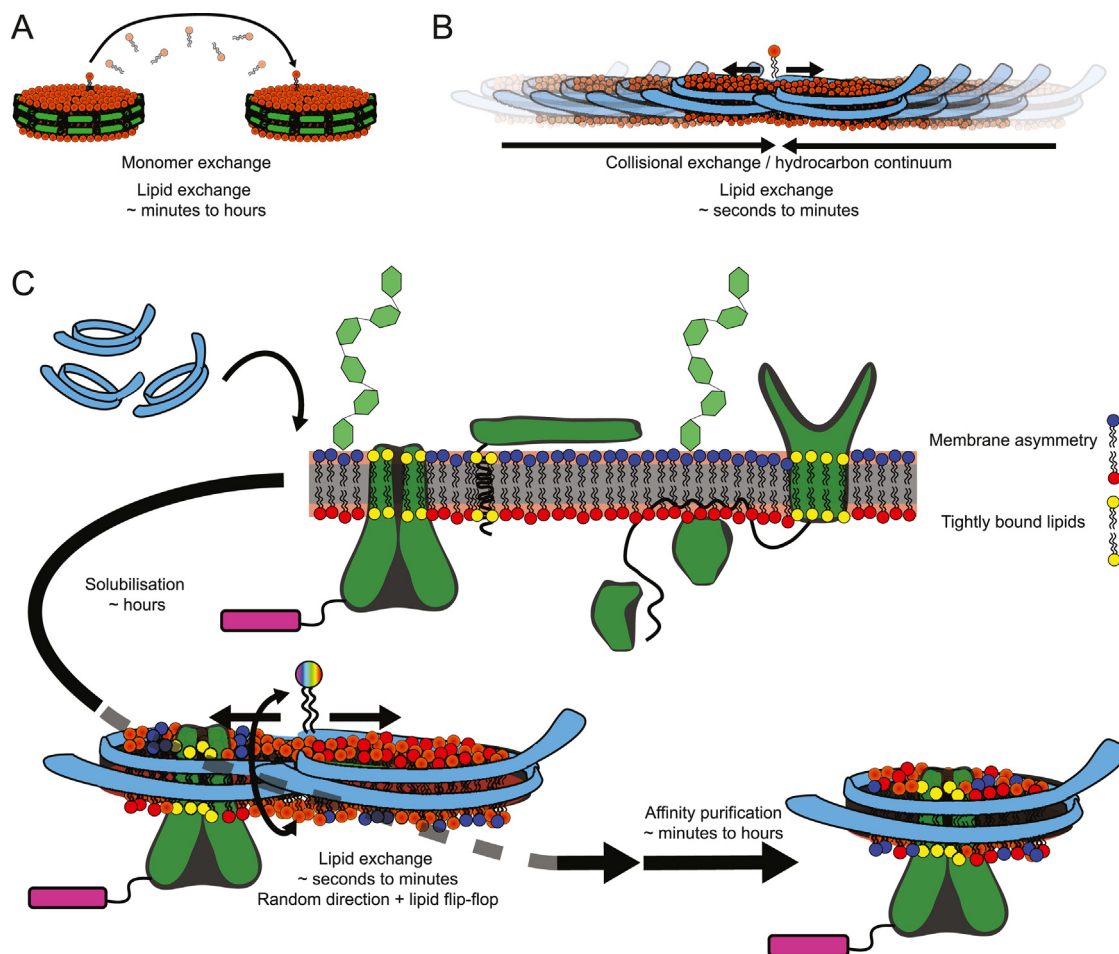 A
Monomer exchange
Lipid exchange
~ minutes to hours
B
Collisional exchange / hydrocarbon continuum
Lipid exchange
~ seconds to minutes
C
Membrane asymmetry
Tightly bound lipids
Solubilisation
~ hours
Lipid exchange
~ seconds to minutes
Random direction + lipid flip-flop
Affinity purification
~ minutes to hours